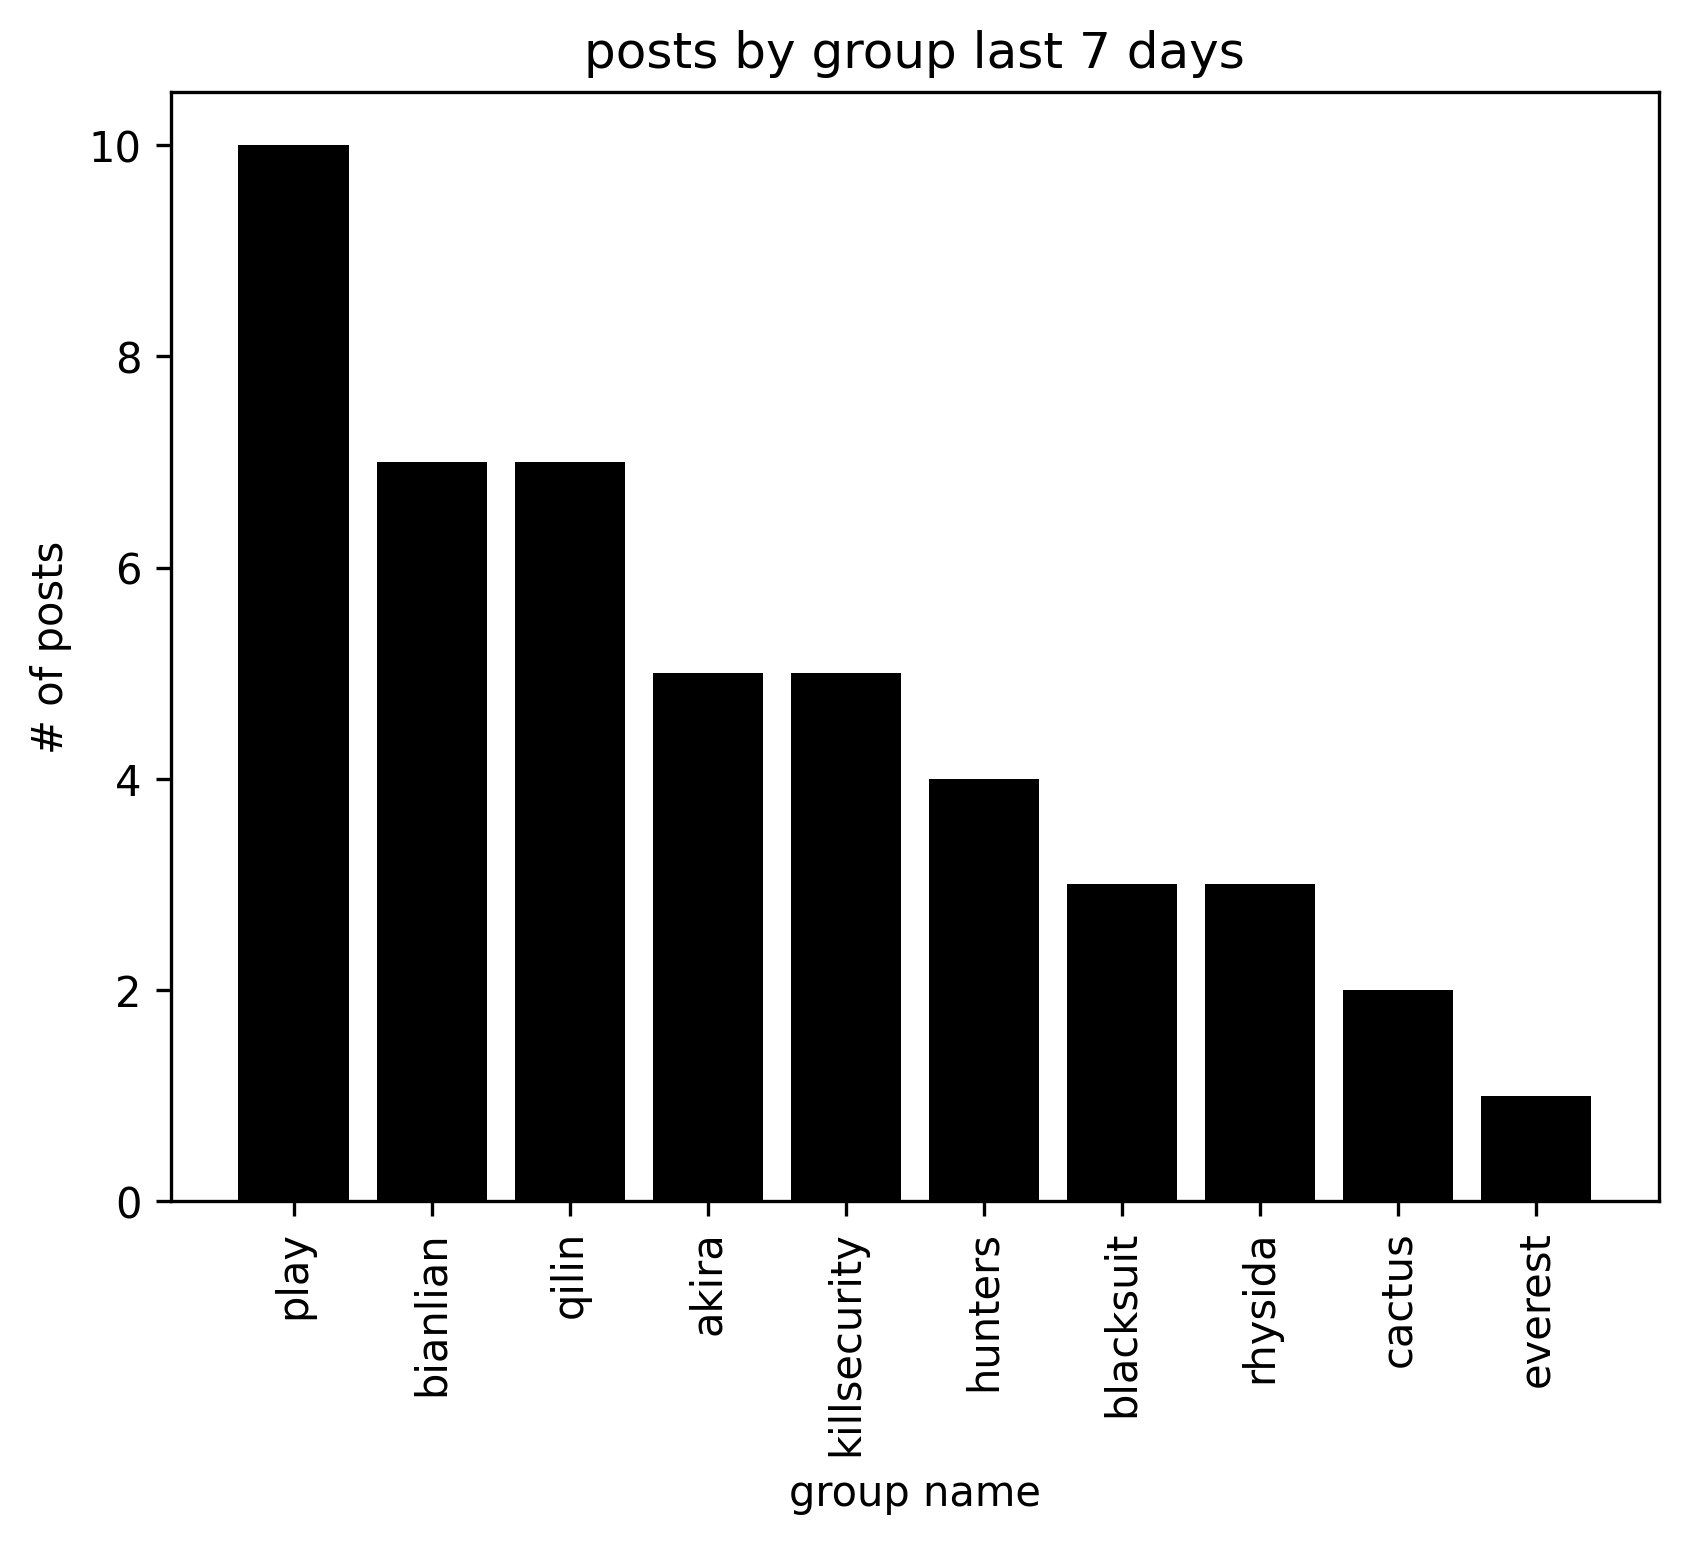 posts by group last 7 days
10
8
6
4
2
0
# of posts
play
bianlian
qilin
akira
killsecurity
hunters
blacksuit
rhysida
cactus
everest
group name